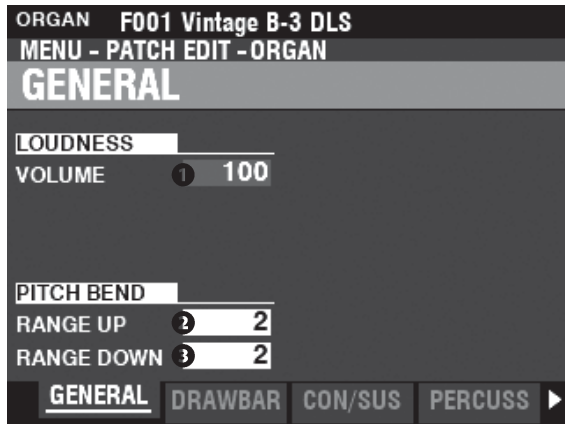 ORGAN F001 Vintage B-3 DLS
MENU - PATCH EDIT - ORGAN
GENERAL
LOUDNESS
VOLUME 1 100
PITCH BEND
RANGE UP 2 2
RANGE DOWN 3 2
GENERAL DRAWBAR CON/SUS PERCUSS ▶